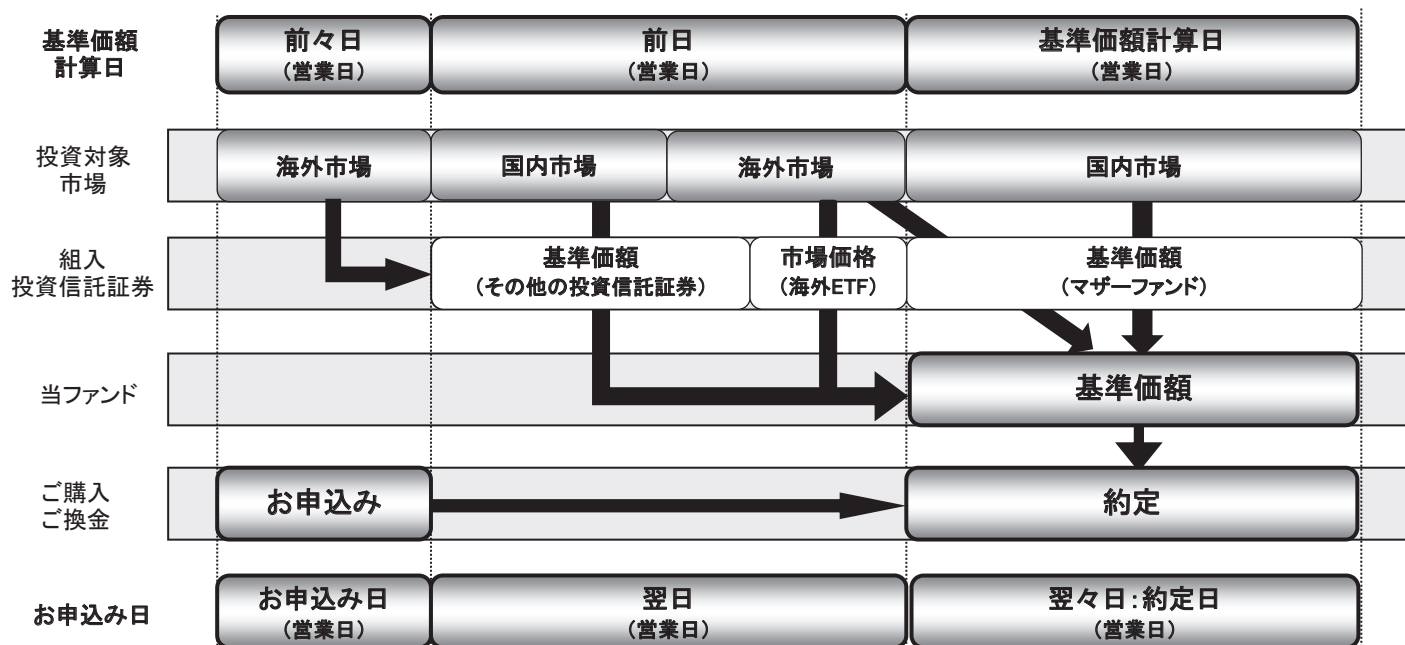 基準価額
計算日
前々日
(営業日)
前日
(営業日)
基準価額計算日
(営業日)
投資対象
市場
海外市場
国内市場
海外市場
国内市場
組入
投資信託証券
基準価額
(その他の投資信託証券)
市場価格
(海外ETF)
基準価額
(マザーファンド)
当ファンド
基準価額
ご購入
ご換金
お申込み
約定
お申込み日
お申込み日
(営業日)
翌日
(営業日)
翌々日:約定日
(営業日)